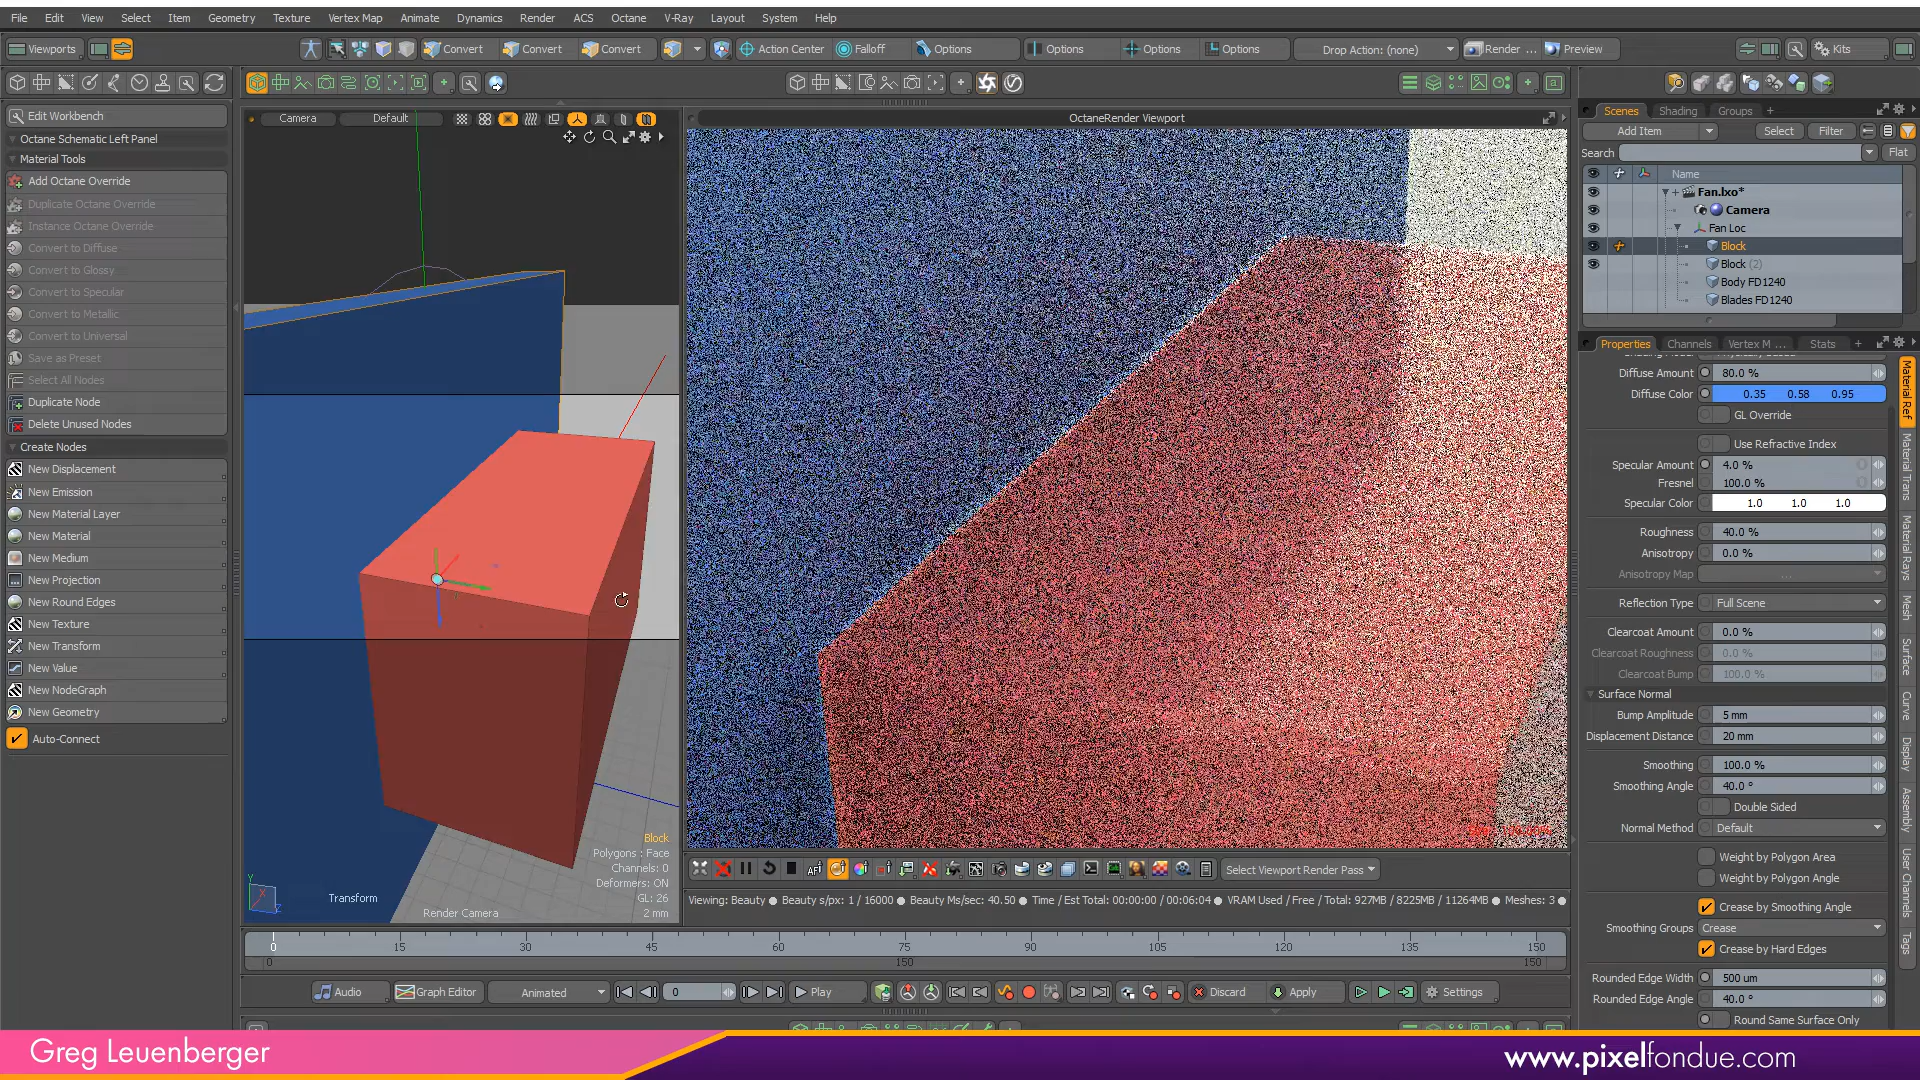 File Edit View Select Item Geometry Texture Vertex Map Animate Dynamics Render ACS Octane V-Ray Layout System Help
Viewports Convert Convert Convert Action Center Falloff Options Options Options Options Drop Action: (none) Render ... Preview Kits
Edit Workbench
Octane Schematic Left Panel
Material Tools
Add Octane Override
Duplicate Octane Override
Instance Octane Override
Convert to Diffuse
Convert to Glossy
Convert to Specular
Convert to Metallic
Convert to Universal
Save as Preset
Select All Nodes
Duplicate Node
Delete Unused Nodes
Create Nodes
New Displacement
New Emission
New Material Layer
New Material
New Medium
New Projection
New Round Edges
New Texture
New Transform
New Value
New NodeGraph
New Geometry
Auto-Connect
Camera Default
Block
Polygons : Face
Channels: 0
Deformers: ON
GL: 26
2 mm
Transform
Render Camera
OctaneRender Viewport
Select Viewport Render Pass
Viewing: Beauty Beauty s/px: 1 / 16000 Beauty Ms/sec: 40.50 Time / Est Total: 00:00:00 / 00:06:04 VRAM Used / Free / Total: 927MB / 8225MB / 11264MB Meshes: 3
0 15 30 45 60 75 90 105 120 135 150
0 150 150
Audio Graph Editor Animated 0 Play Discard Apply Settings
Scenes Shading Groups
Add Item Select Filter
Search Flat
Name
Fan.lxo*
Camera
Fan Loc
Block
Block (2)
Body FD1240
Blades FD1240
Properties Channels Vertex M ... Stats
Diffuse Amount 80.0 %
Diffuse Color 0.35 0.58 0.95
GL Override
Use Refractive Index
Specular Amount 4.0 %
Fresnel 100.0 %
Specular Color 1.0 1.0 1.0
Roughness 40.0 %
Anisotropy 0.0 %
Anisotropy Map ...
Reflection Type Full Scene
Clearcoat Amount 0.0 %
Clearcoat Roughness 0.0 %
Clearcoat Bump 100.0 %
Surface Normal
Bump Amplitude 5 mm
Displacement Distance 20 mm
Smoothing 100.0 %
Smoothing Angle 40.0 °
Double Sided
Normal Method Default
Weight by Polygon Area
Weight by Polygon Angle
Crease by Smoothing Angle
Smoothing Groups Crease
Crease by Hard Edges
Rounded Edge Width 500 um
Rounded Edge Angle 40.0 °
Round Same Surface Only
Material Ref
Material Trans
Material Rays
Mesh
Surface
Curve
Display
Assembly
User Channels
Tags
Greg Leuenberger
www.pixelfondue.com